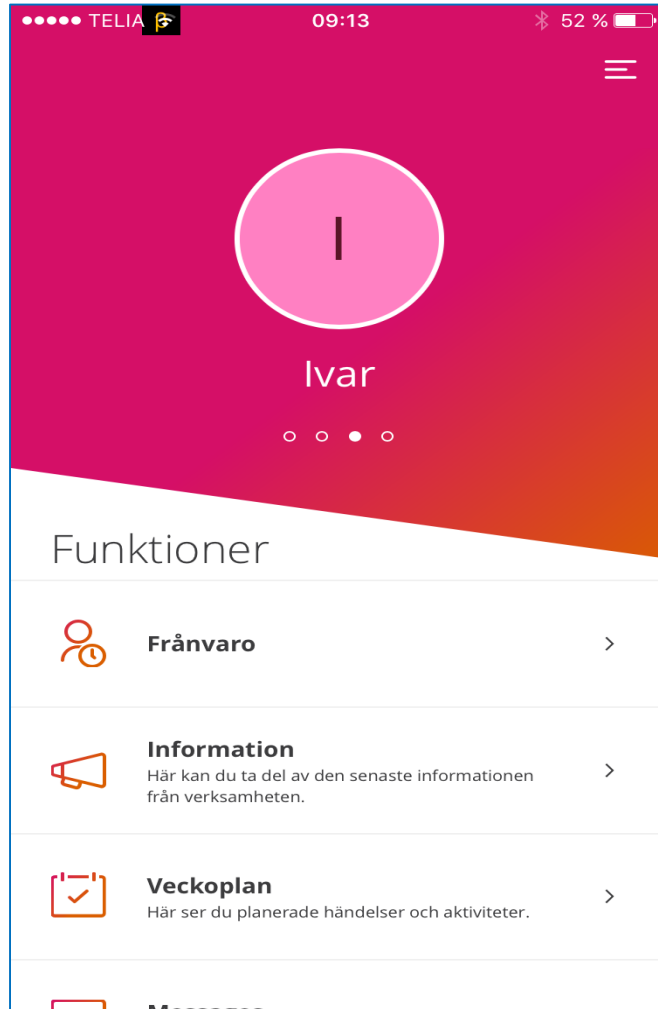 TELIA 09:13 52 %
I
Ivar
Funktioner
Frånvaro
Information
Här kan du ta del av den senaste informationen
från verksamheten.
Veckoplan
Här ser du planerade händelser och aktiviteter.
Messages